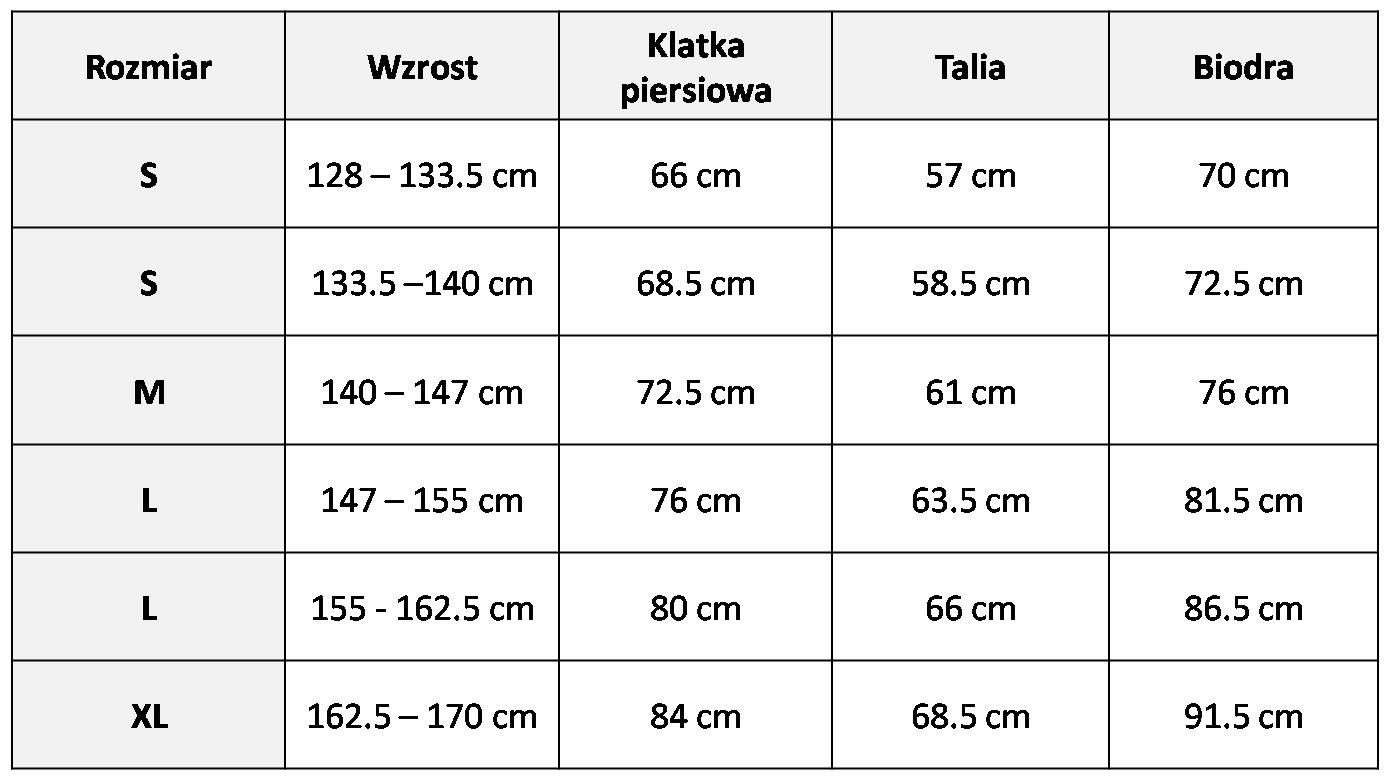 Rozmiar Wzrost Klatka piersiowa Talia Biodra
S 128 – 133.5 cm 66 cm 57 cm 70 cm
S 133.5 –140 cm 68.5 cm 58.5 cm 72.5 cm
M 140 – 147 cm 72.5 cm 61 cm 76 cm
L 147 – 155 cm 76 cm 63.5 cm 81.5 cm
L 155 - 162.5 cm 80 cm 66 cm 86.5 cm
XL 162.5 – 170 cm 84 cm 68.5 cm 91.5 cm